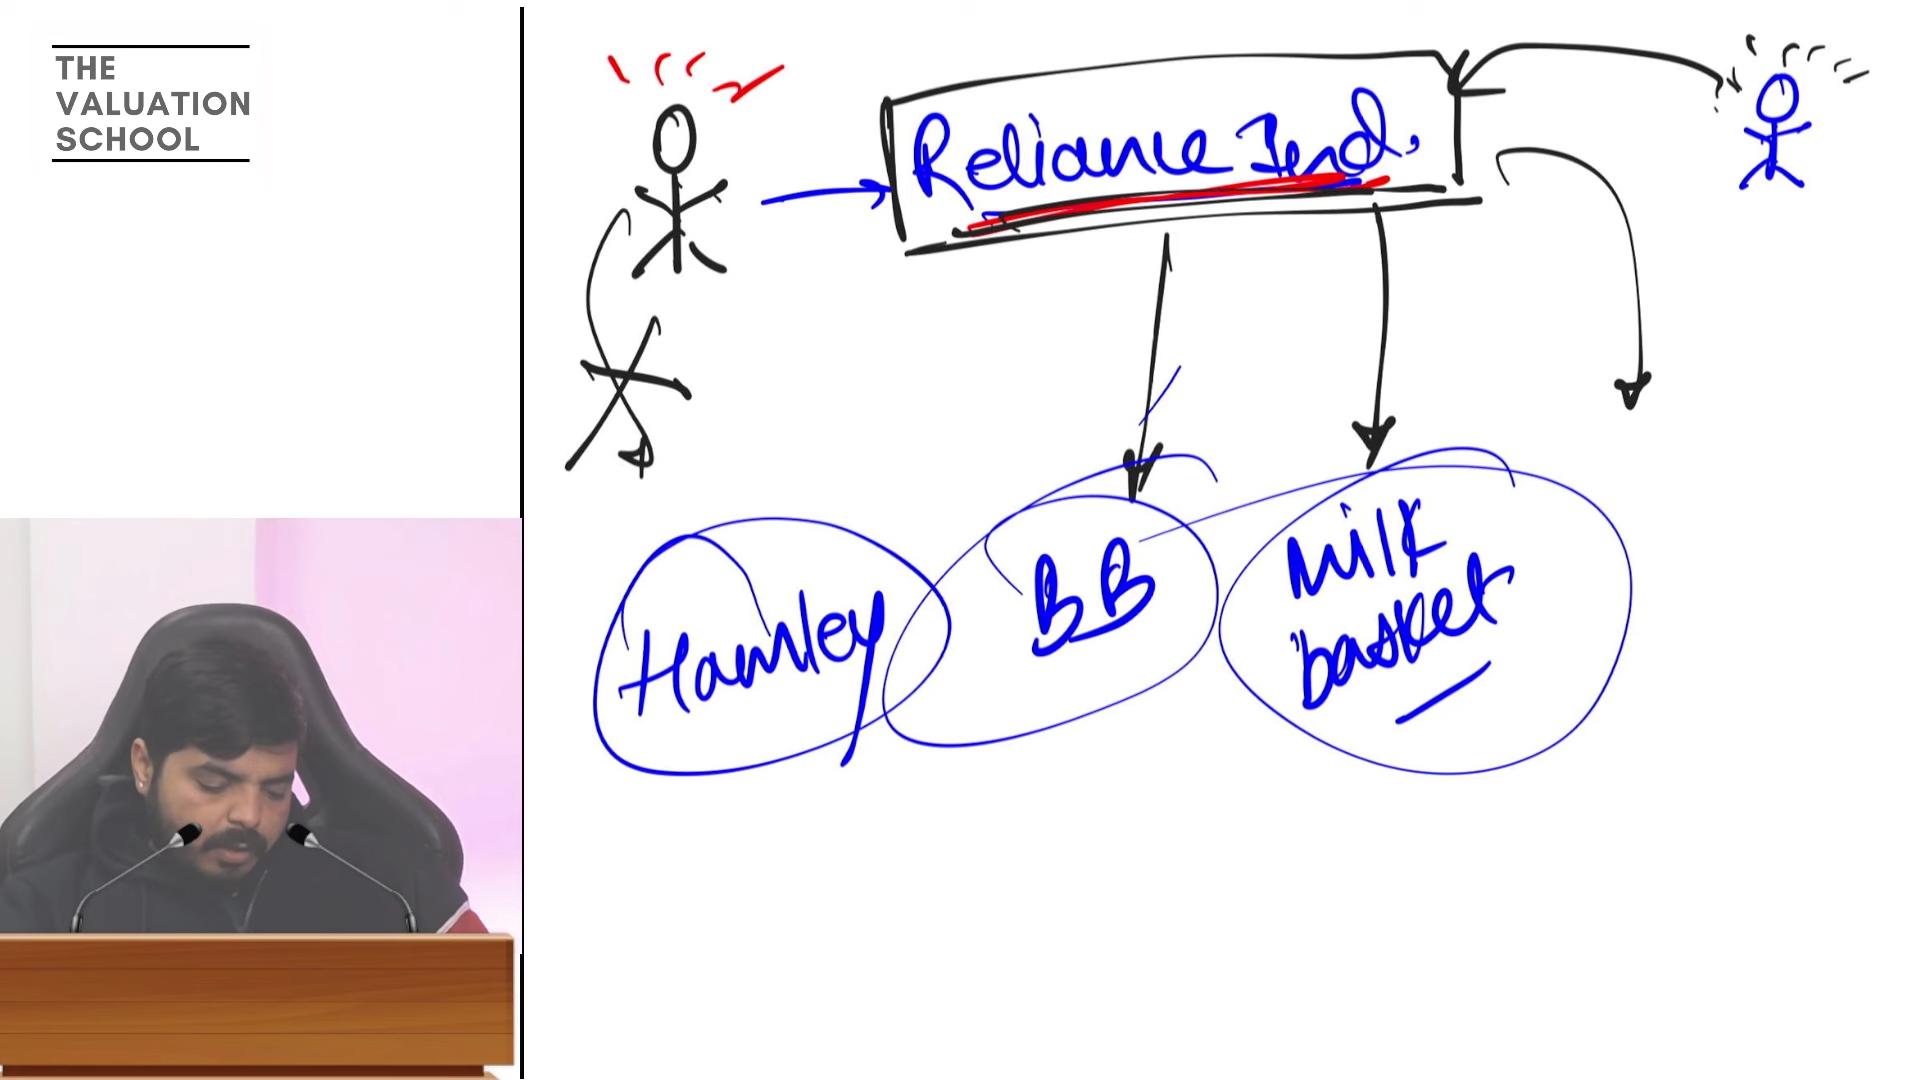 THE
VALUATION
SCHOOL
Reliance Ind.
Hamley
BB
Milk
basket